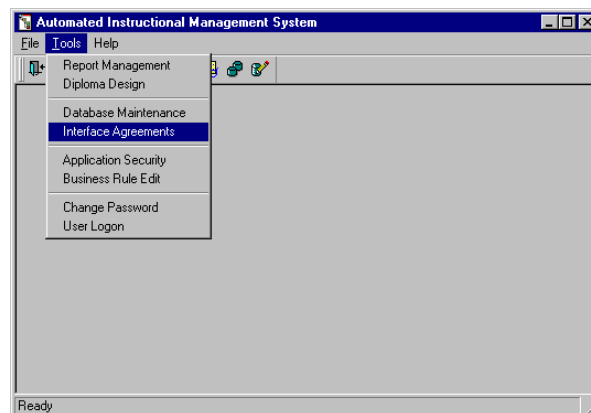 Automated Instructional Management System
File Tools Help
Report Management
Diploma Design
Database Maintenance
Interface Agreements
Application Security
Business Rule Edit
Change Password
User Logon
Ready